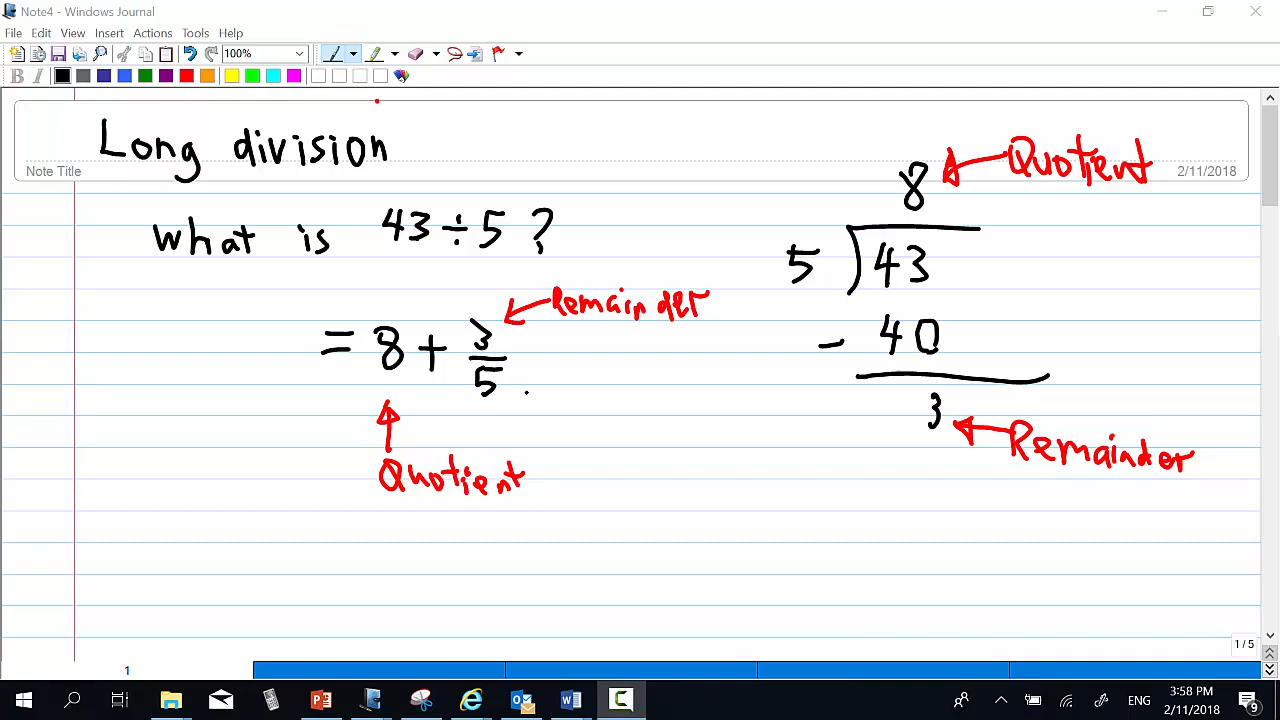 Note4 - Windows Journal
File Edit View Insert Actions Tools Help
100%
B I
Long division
Note Title
2/11/2018
8 Quotient
What is 43÷5 ?
5 43
Remainder
= 8 + 3/5
- 40
3
Remainder
Quotient
1 / 5
1
ENG
3:58 PM
2/11/2018
9